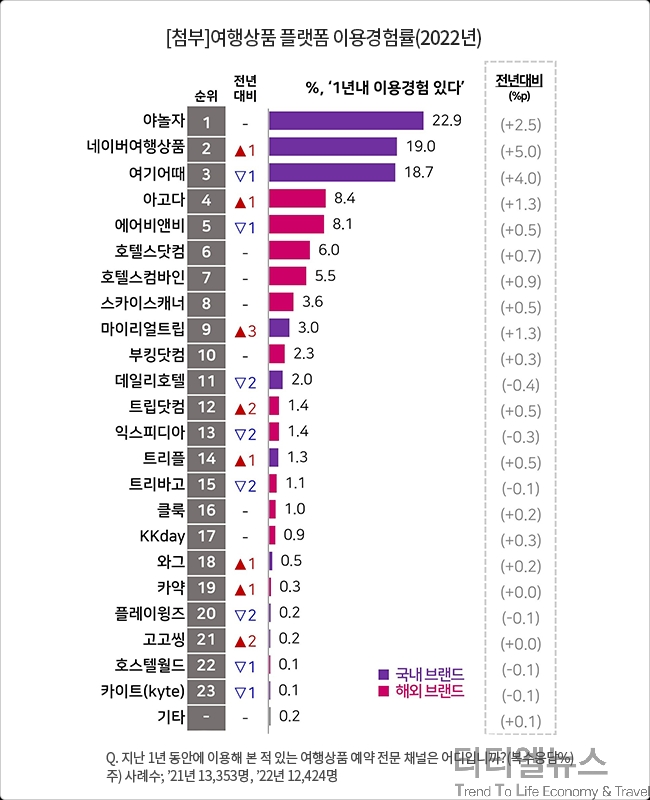 [첨부]여행상품 플랫폼 이용경험률(2022년)
순위 전년대비 %, ‘1년내 이용경험 있다’ 전년대비(%p)
야놀자 1 - 22.9 (+2.5)
네이버여행상품 2 ▲1 19.0 (+5.0)
여기어때 3 ▽1 18.7 (+4.0)
아고다 4 ▲1 8.4 (+1.3)
에어비앤비 5 ▽1 8.1 (+0.5)
호텔스닷컴 6 - 6.0 (+0.7)
호텔스컴바인 7 - 5.5 (+0.9)
스카이스캐너 8 - 3.6 (+0.5)
마이리얼트립 9 ▲3 3.0 (+1.3)
부킹닷컴 10 - 2.3 (+0.3)
데일리호텔 11 ▽2 2.0 (-0.4)
트립닷컴 12 ▲2 1.4 (+0.5)
익스피디아 13 ▽2 1.4 (-0.3)
트리플 14 ▲1 1.3 (+0.5)
트리바고 15 ▽2 1.1 (-0.1)
클룩 16 - 1.0 (+0.2)
KKday 17 - 0.9 (+0.3)
와그 18 ▲1 0.5 (+0.2)
카약 19 ▲1 0.3 (+0.0)
플레이윙즈 20 ▽2 0.2 (-0.1)
고고씽 21 ▲2 0.2 (+0.0)
호스텔월드 22 ▽1 0.1 (-0.1)
카이트(kyte) 23 ▽1 0.1 (-0.1)
기타 - - 0.2 (+0.1)
국내 브랜드
해외 브랜드
Q. 지난 1년 동안에 이용해 본 적 있는 여행상품 예약 전문 채널은 어디입니까?(복수응답%)
주) 사례수; ’21년 13,353명, ’22년 12,424명
티티엘뉴스
Trend To Life Economy & Travel